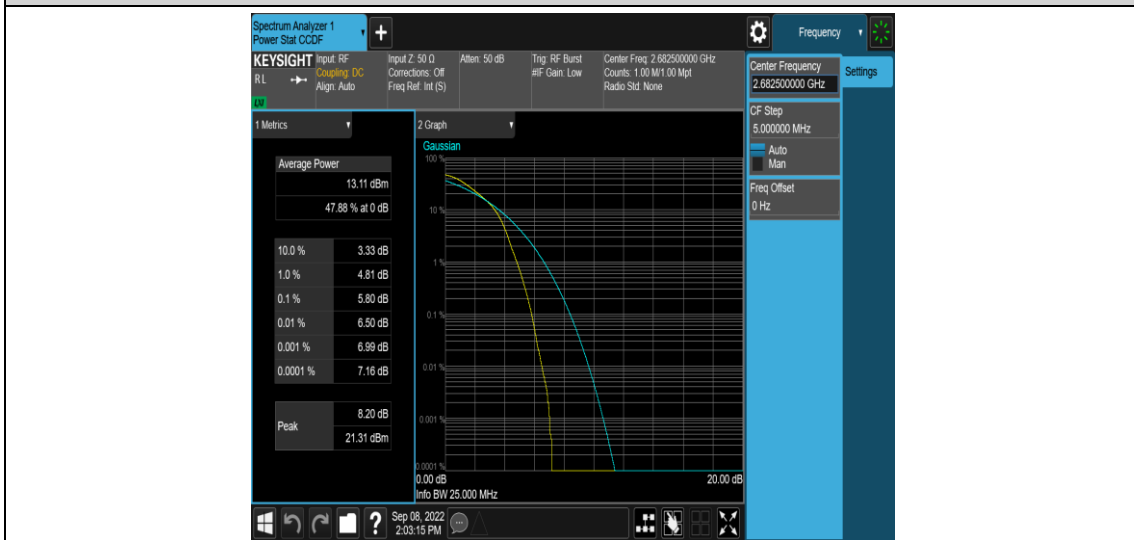 Spectrum Analyzer 1
Power Stat CCDF
+
Frequency
KEYSIGHT
RL
LXI
Input: RF
Coupling: DC
Align: Auto
Input Z: 50 Ω
Corrections: Off
Freq Ref: Int (S)
Atten: 50 dB
Trig: RF Burst
#IF Gain: Low
Center Freq: 2.682500000 GHz
Counts: 1.00 M/1.00 Mpt
Radio Std: None
Center Frequency
2.682500000 GHz
Settings
CF Step
5.000000 MHz
Auto
Man
Freq Offset
0 Hz
1 Metrics
Average Power
13.11 dBm
47.88 % at 0 dB
10.0 % 3.33 dB
1.0 % 4.81 dB
0.1 % 5.80 dB
0.01 % 6.50 dB
0.001 % 6.99 dB
0.0001 % 7.16 dB
Peak
8.20 dB
21.31 dBm
2 Graph
Gaussian
100 %
10 %
1 %
0.1 %
0.01 %
0.001 %
0.0001 %
0.00 dB 20.00 dB
Info BW 25.000 MHz
?
Sep 08, 2022
2:03:15 PM